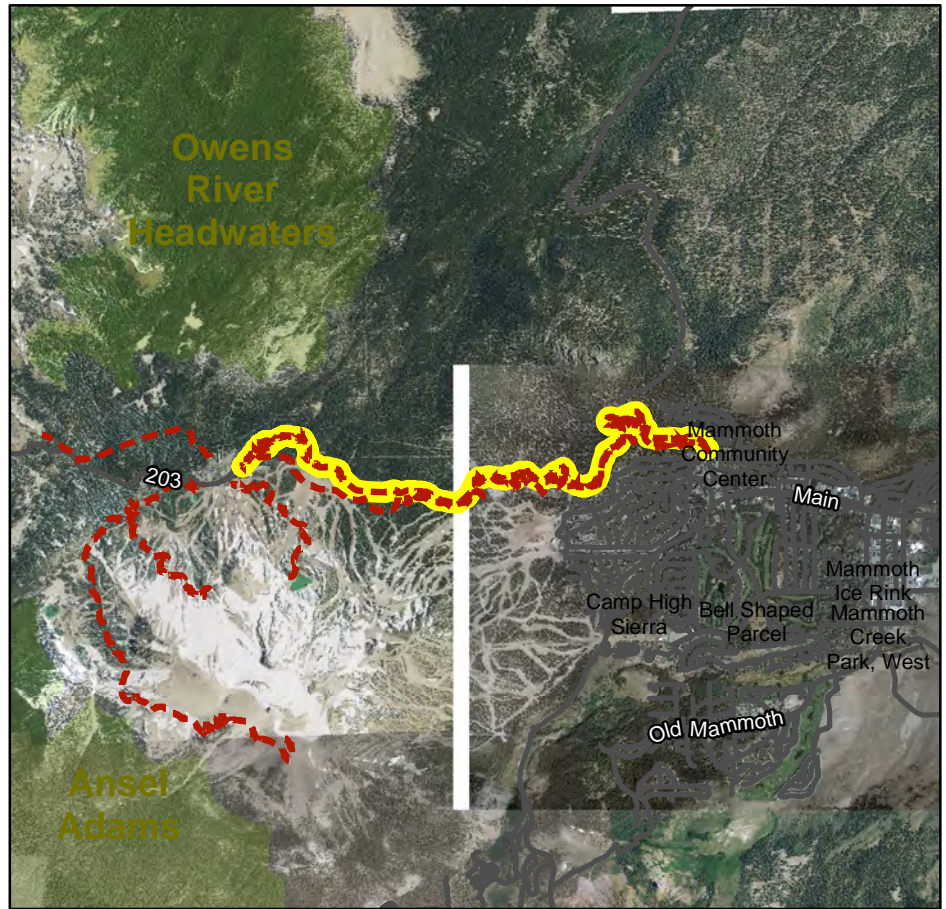 Owens
River
Headwaters
203
Mammoth
Community
Center
Main
Mammoth
Ice Rink
Mammoth
Creek
Park, West
Camp High
Sierra
Bell Shaped
Parcel
Old Mammoth
Ansel
Adams